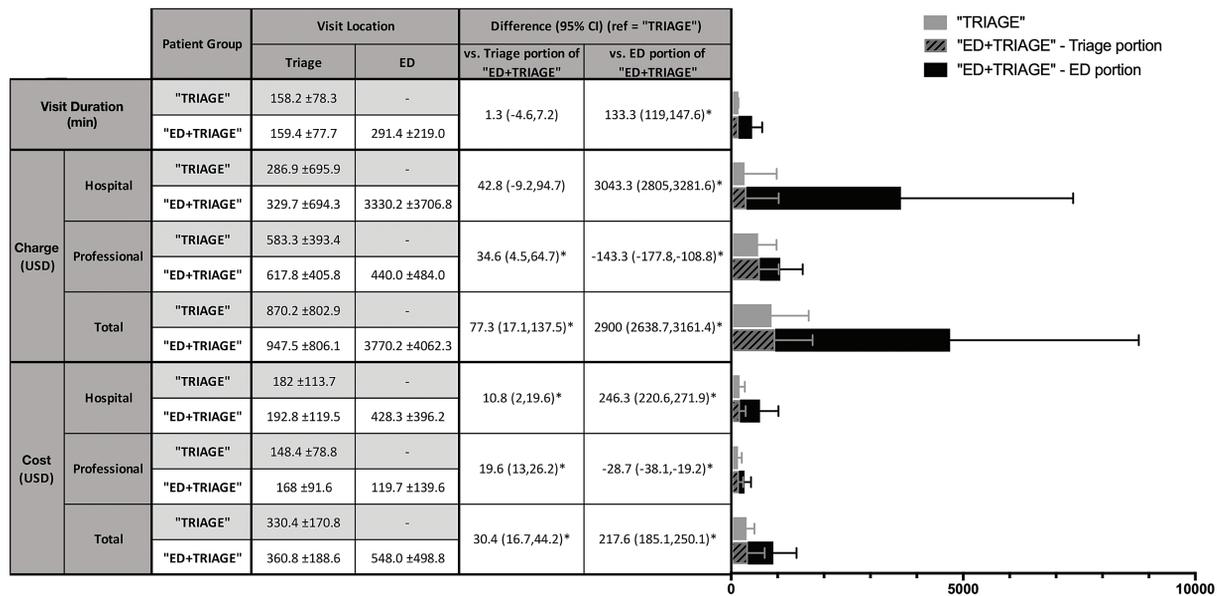 "TRIAGE"
"ED+TRIAGE" - Triage portion
"ED+TRIAGE" - ED portion
Patient Group Visit Location Difference (95% CI) (ref = "TRIAGE")
Triage ED vs. Triage portion of "ED+TRIAGE" vs. ED portion of "ED+TRIAGE"
Visit Duration (min)
"TRIAGE" 158.2 ±78.3 - 1.3 (-4.6,7.2) 133.3 (119,147.6)*
"ED+TRIAGE" 159.4 ±77.7 291.4 ±219.0
Charge (USD)
Hospital
"TRIAGE" 286.9 ±695.9 - 42.8 (-9.2,94.7) 3043.3 (2805,3281.6)*
"ED+TRIAGE" 329.7 ±694.3 3330.2 ±3706.8
Professional
"TRIAGE" 583.3 ±393.4 - 34.6 (4.5,64.7)* -143.3 (-177.8,-108.8)*
"ED+TRIAGE" 617.8 ±405.8 440.0 ±484.0
Total
"TRIAGE" 870.2 ±802.9 - 77.3 (17.1,137.5)* 2900 (2638.7,3161.4)*
"ED+TRIAGE" 947.5 ±806.1 3770.2 ±4062.3
Cost (USD)
Hospital
"TRIAGE" 182 ±113.7 - 10.8 (2,19.6)* 246.3 (220.6,271.9)*
"ED+TRIAGE" 192.8 ±119.5 428.3 ±396.2
Professional
"TRIAGE" 148.4 ±78.8 - 19.6 (13,26.2)* -28.7 (-38.1,-19.2)*
"ED+TRIAGE" 168 ±91.6 119.7 ±139.6
Total
"TRIAGE" 330.4 ±170.8 - 30.4 (16.7,44.2)* 217.6 (185.1,250.1)*
"ED+TRIAGE" 360.8 ±188.6 548.0 ±498.8
0 5000 10000